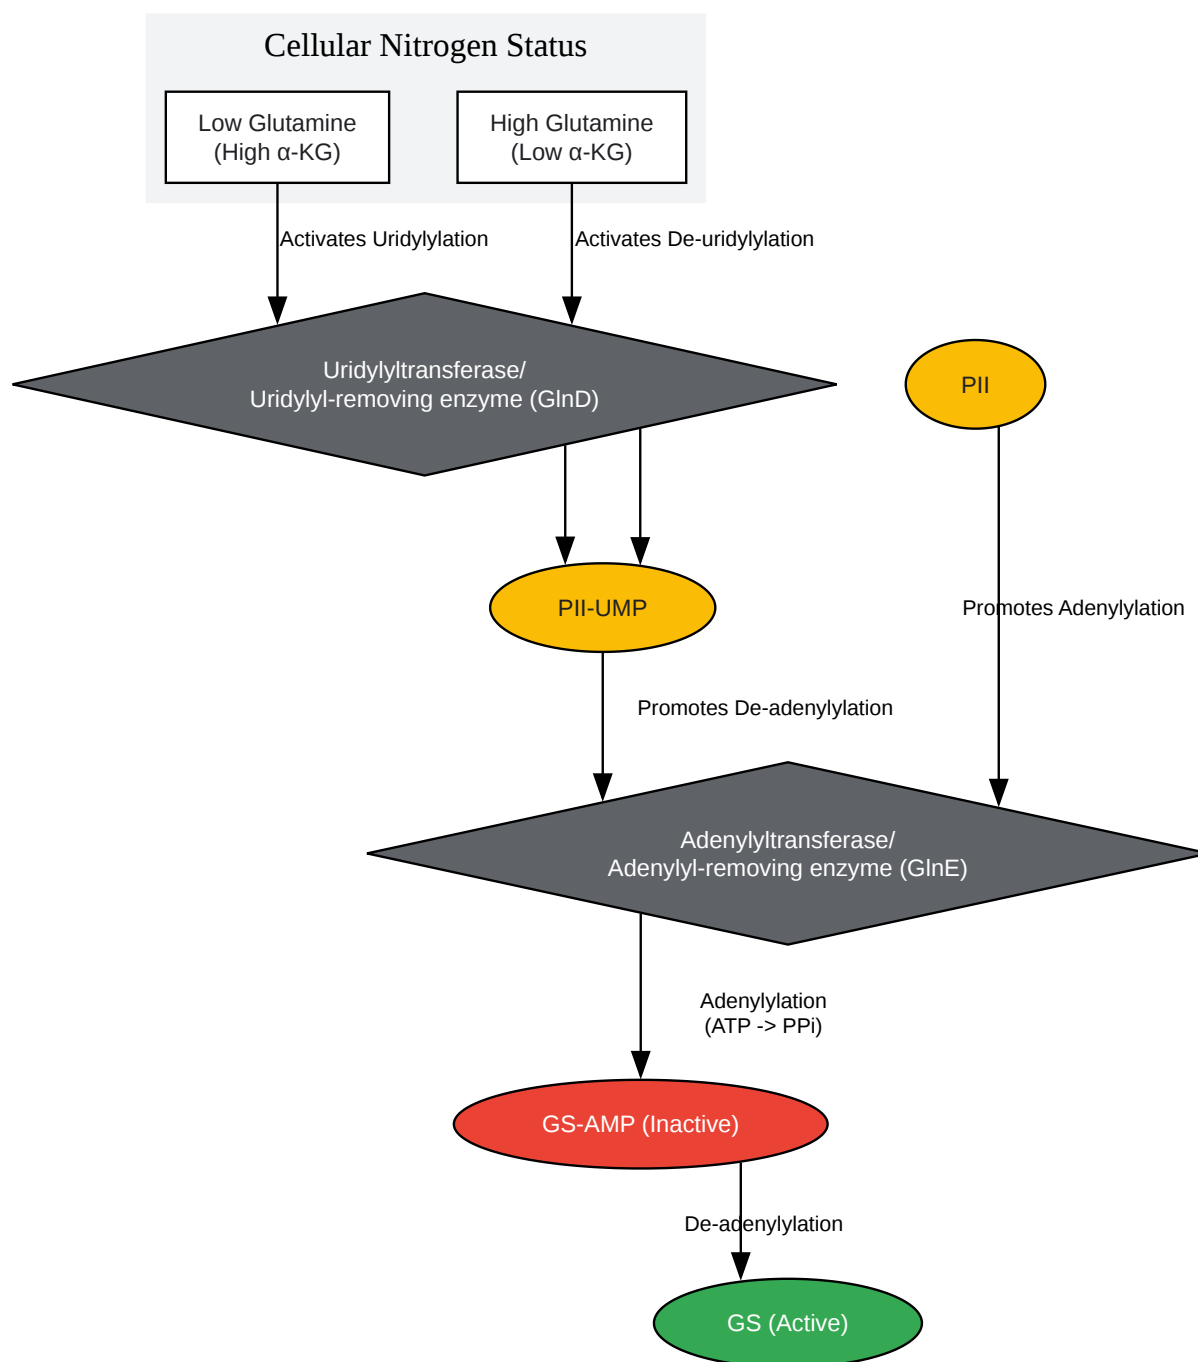 Cellular Nitrogen Status
Low Glutamine
(High α-KG)
High Glutamine
(Low α-KG)
Activates Uridylylation
Activates De-uridylylation
Uridylyltransferase/
Uridylyl-removing enzyme (GlnD)
PII
PII-UMP
Promotes Adenylylation
Promotes De-adenylylation
Adenylyltransferase/
Adenylyl-removing enzyme (GlnE)
Adenylylation
(ATP -> PPi)
GS-AMP (Inactive)
De-adenylylation
GS (Active)